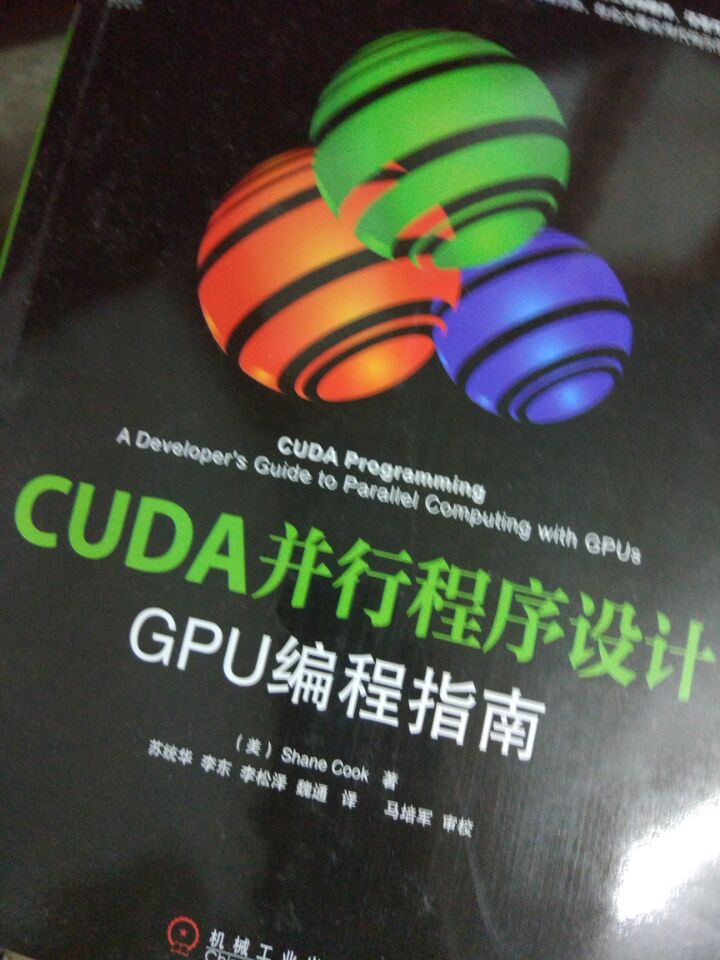 CUDA Programming
A Developer's Guide to Parallel Computing with GPUs
CUDA并行程序设计
GPU编程指南
(美) Shane Cook 著
苏统华 李东 李松泽 魏通 译 马培军 审校
机械工业